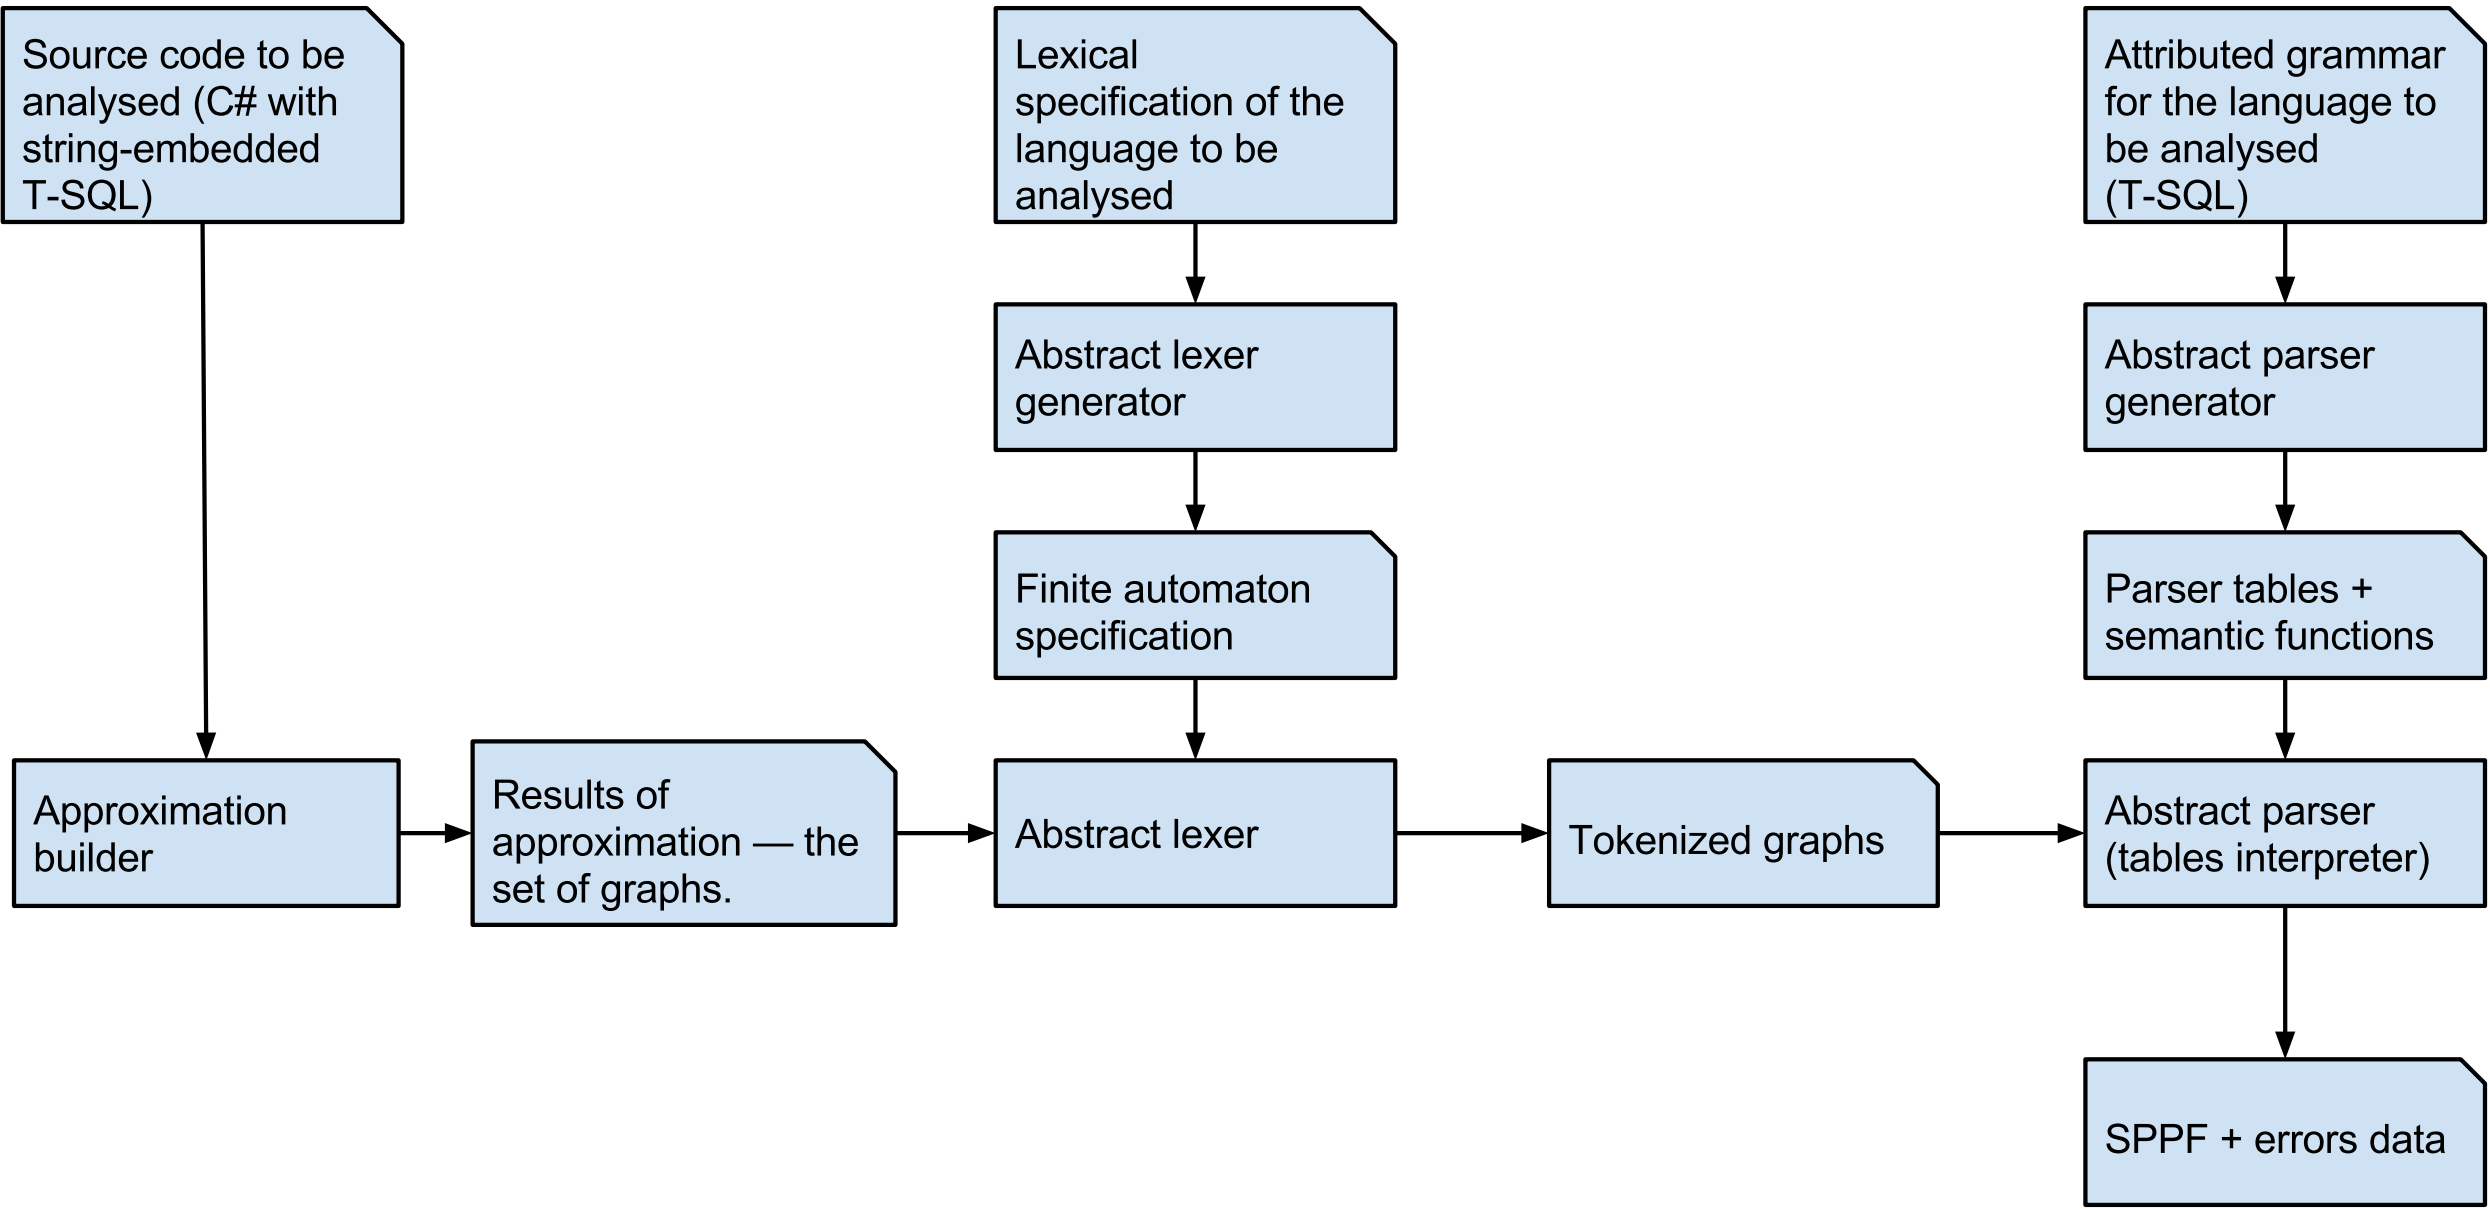 Source code to be
analysed (C# with
string-embedded
T-SQL)
Lexical
specification of the
language to be
analysed
Attributed grammar
for the language to
be analysed
(T-SQL)
Abstract lexer
generator
Abstract parser
generator
Finite automaton
specification
Parser tables +
semantic functions
Approximation
builder
Results of
approximation — the
set of graphs.
Abstract lexer
Tokenized graphs
Abstract parser
(tables interpreter)
SPPF + errors data